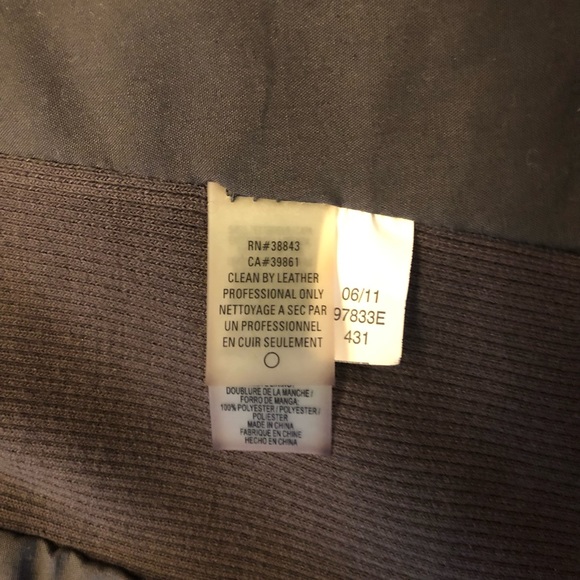 RN#38843
CA#39861
CLEAN BY LEATHER
PROFESSIONAL ONLY
NETTOYAGE A SEC PAR
UN PROFESSIONNEL
EN CUIR SEULEMENT
06/11
97833E
431
DOUBLURE DE LA MANCHE /
FORRO DE MANGA:
100% POLYESTER / POLYESTER /
POLIESTER
MADE IN CHINA
FABRIQUE EN CHINE
HECHO EN CHINE